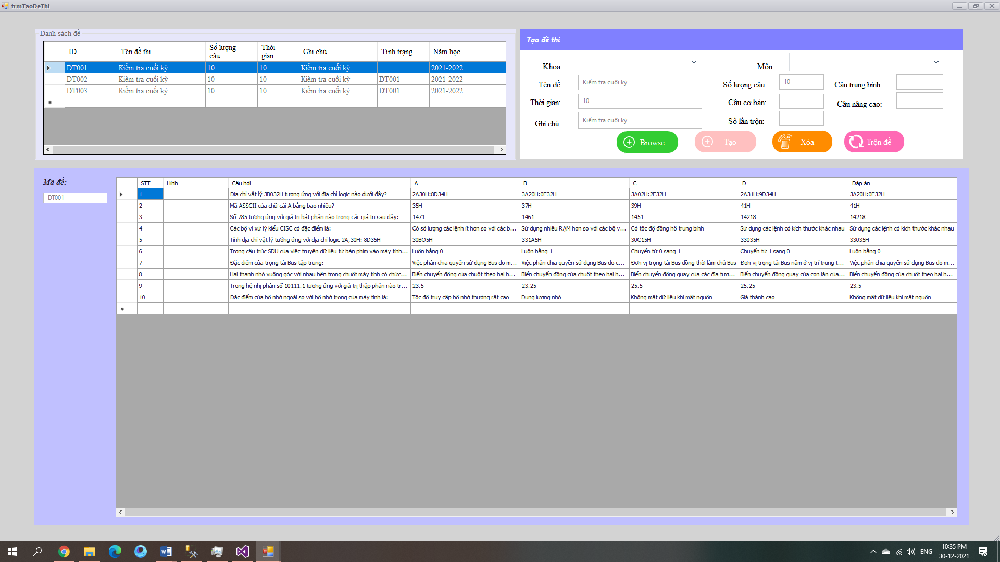 frmTaoDeThi
Danh sách đề
ID Tên đề thi Số lượng câu Thời gian Ghi chú Tình trạng Năm học
DT001 Kiểm tra cuối kỳ 10 10 Kiểm tra cuối kỳ 2021-2022
DT002 Kiểm tra cuối kỳ 10 10 Kiểm tra cuối kỳ DT001 2021-2022
DT003 Kiểm tra cuối kỳ 10 10 Kiểm tra cuối kỳ DT001 2021-2022
Tạo đề thi
Khoa: Môn:
Tên đề: Kiểm tra cuối kỳ Số lượng câu: 10 Câu trung bình:
Thời gian: 10 Câu cơ bản: Câu nâng cao:
Ghi chú: Kiểm tra cuối kỳ Số lần trộn:
Browse Tạo Xóa Trộn đề
Mã đề:
DT001
STT Hình Câu hỏi A B C D Đáp án
1 Địa chỉ vật lý 3B032H tương ứng với địa chỉ logic nào dưới đây? 2A30H:8D34H 3A20H:0E32H 3A02H:2E32H 2A31H:9D34H 3A20H:0E32H
2 Mã ASSCII của chữ cái A bằng bao nhiêu? 35H 37H 39H 41H 41H
3 Số 785 tương ứng với giá trị bát phân nào trong các giá trị sau đây: 1471 1461 1451 14218 14218
4 Các bộ vi xử lý kiểu CISC có đặc điểm là: Có số lượng các lệnh ít hơn so với các b... Sử dụng nhiều RAM hơn so với các bộ v... Có tốc độ đồng hồ trung bình Sử dụng các lệnh có kích thước khác nhau Sử dụng các lệnh có kích thước khác nhau
5 Tính địa chỉ vật lý tương ứng với địa chỉ logic 2A,30H: 8D35H 30BO5H 331A5H 30C15H 33035H 33035H
6 Trong cấu trúc SDU của việc truyền dữ liệu từ bàn phím vào máy tính... Luôn bằng 0 Luôn bằng 1 Chuyển từ 0 sang 1 Chuyển từ 1 sang 0 Luôn bằng 0
7 Đặc điểm của trọng tài Bus tập trung: Việc phân chia quyền sử dụng Bus do m... Việc phân chia quyền sử dụng Bus do c... Đơn vị trọng tài Bus đồng thời làm chủ Bus Đơn vị trọng tài Bus nằm ở vị trí trung t... Việc phân chia quyền sử dụng Bus do m...
8 Hai thanh nhỏ vuông góc với nhau bên trong chuột máy tính có chức... Biến chuyển động của chuột theo hai h... Biến chuyển động của chuột theo hai h... Biến chuyển động quay của các địa tươ... Biến chuyển động quay của con lăn của... Biến chuyển động của chuột theo hai h...
9 Trong hệ nhị phân số 10111.1 tương ứng với giá trị thập phân nào tr... 23.5 23.25 25.5 25.25 23.5
10 Đặc điểm của bộ nhớ ngoài so với bộ nhớ trong của máy tính là: Tốc độ truy cập bộ nhớ thường rất cao Dung lượng nhỏ Không mất dữ liệu khi mất nguồn Giá thành cao Không mất dữ liệu khi mất nguồn
ENG
10:35 PM
30-12-2021